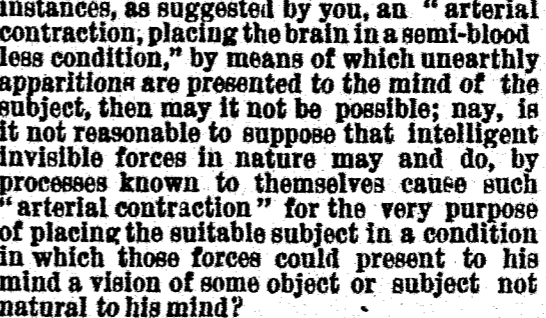 instances, as suggested by you, an "arterial
contraction, placing the brain in a semi-blood
less condition," by means of which unearthly
apparitions are presented to the mind of the
subject, then may it not be possible; nay, is
it not reasonable to suppose that intelligent
invisible forces in nature may and do, by
processes known to themselves cause such
"arterial contraction" for the very purpose
of placing the suitable subject in a condition
in which those forces could present to his
mind a vision of some object or subject not
natural to his mind?